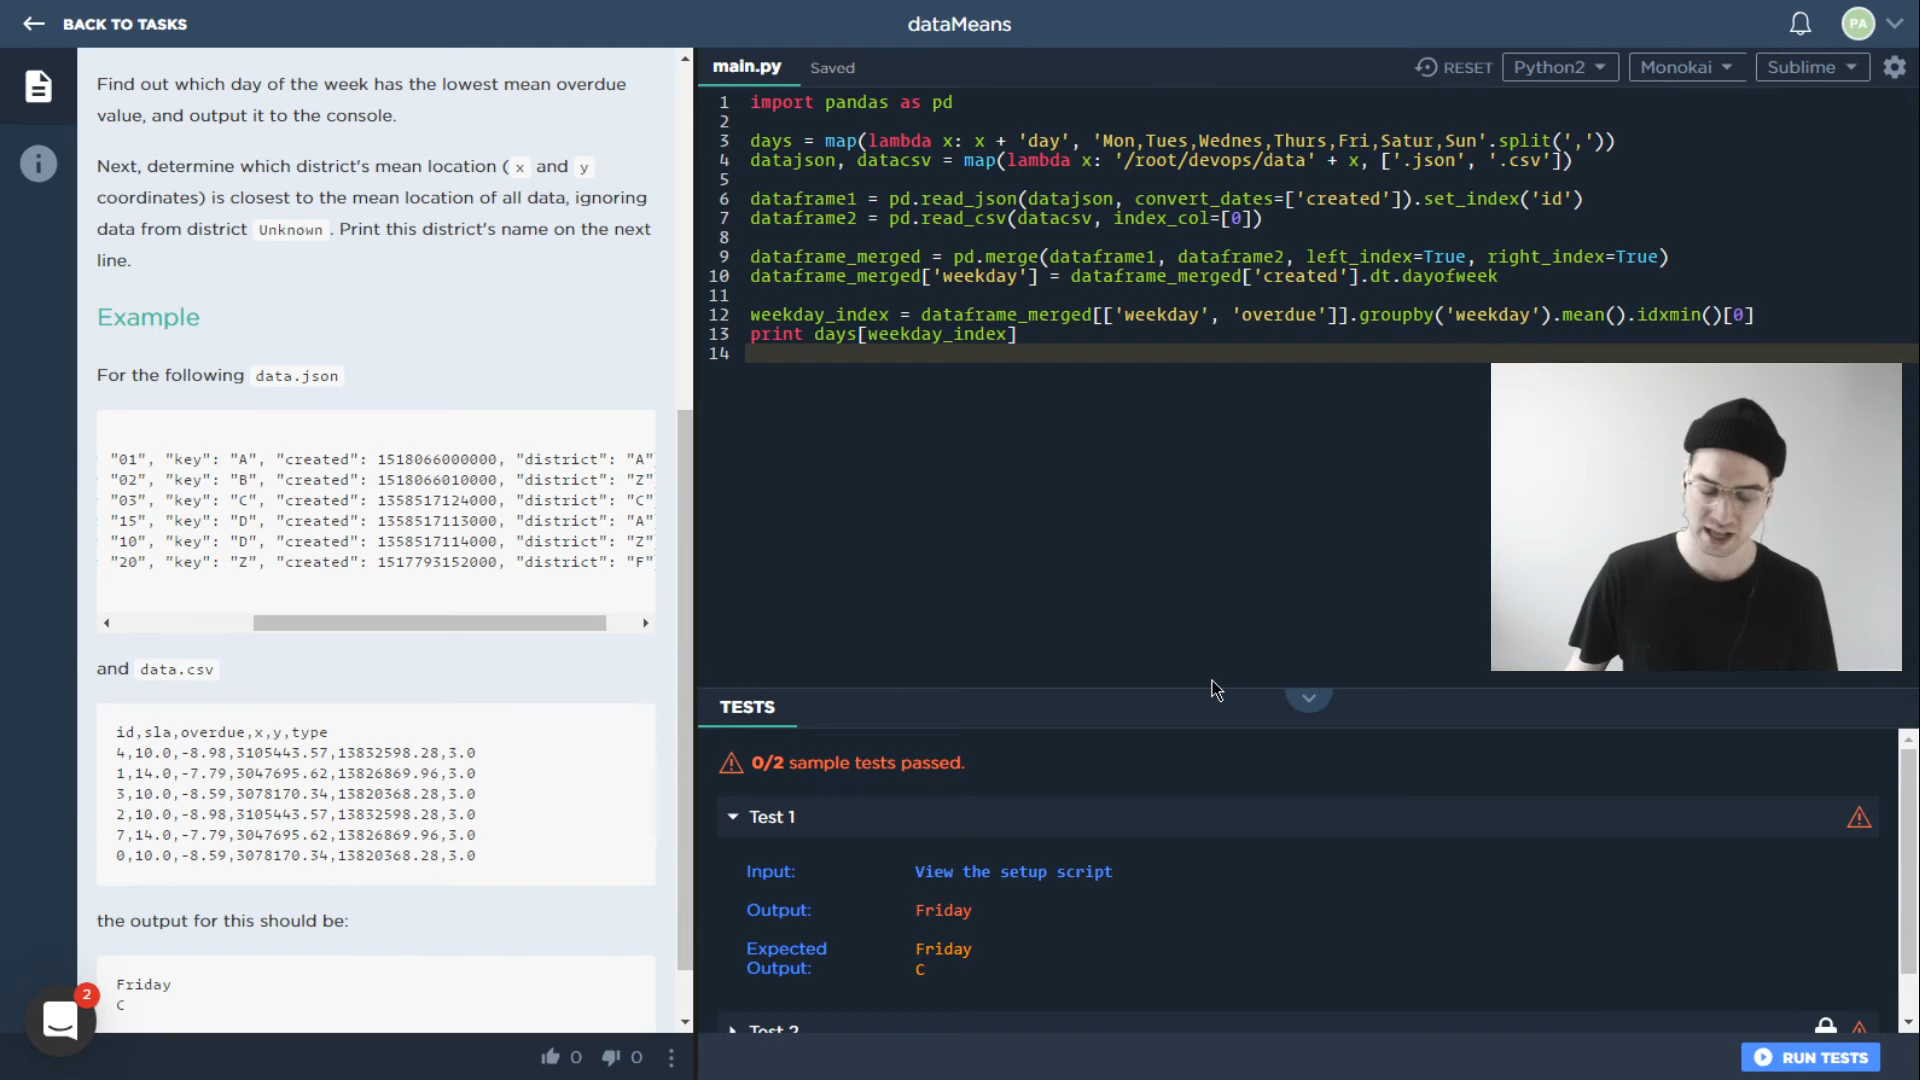 BACK TO TASKS
dataMeans
PA
Find out which day of the week has the lowest mean overdue
value, and output it to the console.
Next, determine which district's mean location ( x and y
coordinates) is closest to the mean location of all data, ignoring
data from district Unknown . Print this district's name on the next
line.
Example
For the following data.json
"01", "key": "A", "created": 1518066000000, "district": "A"
"02", "key": "B", "created": 1518066010000, "district": "Z"
"03", "key": "C", "created": 1358517124000, "district": "C"
"15", "key": "D", "created": 1358517113000, "district": "A"
"10", "key": "D", "created": 1358517114000, "district": "Z"
"20", "key": "Z", "created": 1517793152000, "district": "F"
and data.csv
id,sla,overdue,x,y,type
4,10.0,-8.98,3105443.57,13832598.28,3.0
1,14.0,-7.79,3047695.62,13826869.96,3.0
3,10.0,-8.59,3078170.34,13820368.28,3.0
2,10.0,-8.98,3105443.57,13832598.28,3.0
7,14.0,-7.79,3047695.62,13826869.96,3.0
0,10.0,-8.59,3078170.34,13820368.28,3.0
the output for this should be:
Friday
C
2
0 0
main.py Saved RESET Python2 Monokai Sublime
1 import pandas as pd
2
3 days = map(lambda x: x + 'day', 'Mon,Tues,Wednes,Thurs,Fri,Satur,Sun'.split(','))
4 datajson, datacsv = map(lambda x: '/root/devops/data' + x, ['.json', '.csv'])
5
6 dataframe1 = pd.read_json(datajson, convert_dates=['created']).set_index('id')
7 dataframe2 = pd.read_csv(datacsv, index_col=[0])
8
9 dataframe_merged = pd.merge(dataframe1, dataframe2, left_index=True, right_index=True)
10 dataframe_merged['weekday'] = dataframe_merged['created'].dt.dayofweek
11
12 weekday_index = dataframe_merged[['weekday', 'overdue']].groupby('weekday').mean().idxmin()[0]
13 print days[weekday_index]
14
TESTS
0/2 sample tests passed.
Test 1
Input: View the setup script
Output: Friday
Expected Friday
Output: C
Test 2
RUN TESTS